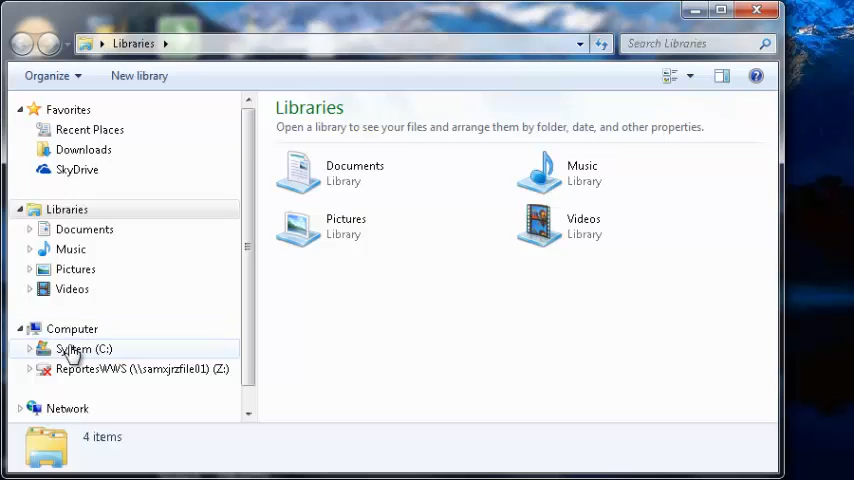 Libraries
Search Libraries
Organize
New library
Favorites
Recent Places
Downloads
SkyDrive
Libraries
Documents
Music
Pictures
Videos
Computer
System (C:)
ReportesWWS (\\samxjrzfile01) (Z:)
Network
Libraries
Open a library to see your files and arrange them by folder, date, and other properties.
Documents
Library
Music
Library
Pictures
Library
Videos
Library
4 items